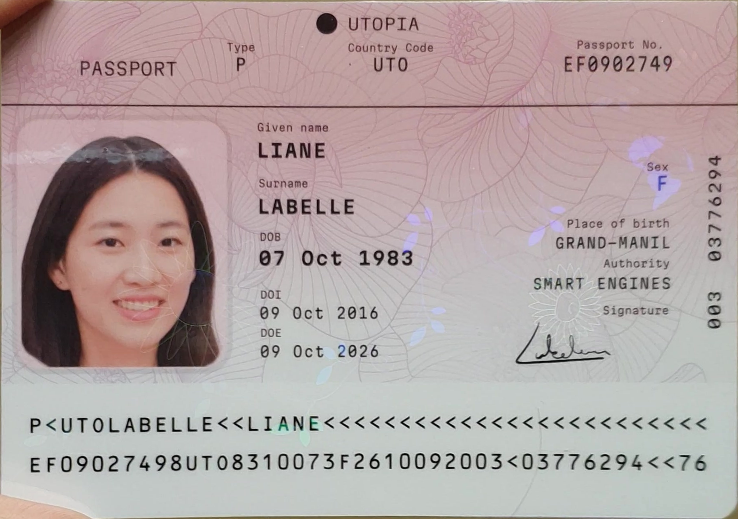 UTOPIA
PASSPORT
Type
P
Country Code
UTO
Passport No.
EF0902749
Given name
LIANE
Surname
LABELLE
DOB
07 Oct 1983
DOI
09 Oct 2016
DOE
09 Oct 2026
Sex
F
Place of birth
GRAND-MANIL
Authority
SMART ENGINES
Signature
003 03776294
P<UTOLABELLE<<LIANE<<<<<<<<<<<<<<<<<<<<<<<<<
EF09027498UTO8310073F2610092003<03776294<<76